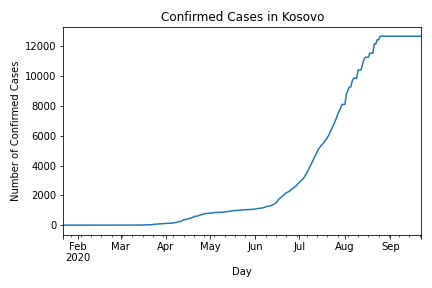 Confirmed Cases in Kosovo
Number of Confirmed Cases
12000
10000
8000
6000
4000
2000
0
Feb Mar Apr May Jun Jul Aug Sep
2020
Day